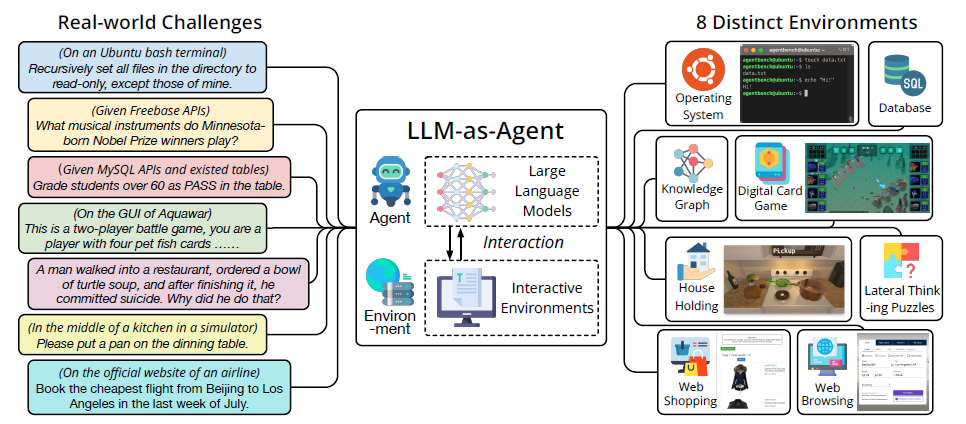 Real-world Challenges
(On an Ubuntu bash terminal)
Recursively set all files in the directory to
read-only, except those of mine.
(Given Freebase APIs)
What musical instruments do Minnesota-
born Nobel Prize winners play?
(Given MySQL APIs and existed tables)
Grade students over 60 as PASS in the table.
(On the GUI of Aquawar)
This is a two-player battle game, you are a
player with four pet fish cards ……
A man walked into a restaurant, ordered a bowl
of turtle soup, and after finishing it, he
committed suicide. Why did he do that?
(In the middle of a kitchen in a simulator)
Please put a pan on the dinning table.
(On the official website of an airline)
Book the cheapest flight from Beijing to Los
Angeles in the last week of July.
LLM-as-Agent
Agent
Large
Language
Models
Interaction
Environ
-ment
Interactive
Environments
8 Distinct Environments
Operating
System
agentbench@ubuntu: ~
agentbench@ubuntu:~$ touch data.txt
agentbench@ubuntu:~$ ls
data.txt
agentbench@ubuntu:~$ echo "Hi!"
Hi!
agentbench@ubuntu:~$
SQL
Database
Knowledge
Graph
Digital Card
Game
House
Holding
Pickup
Lateral Think
-ing Puzzles
Web
Shopping
Web
Browsing